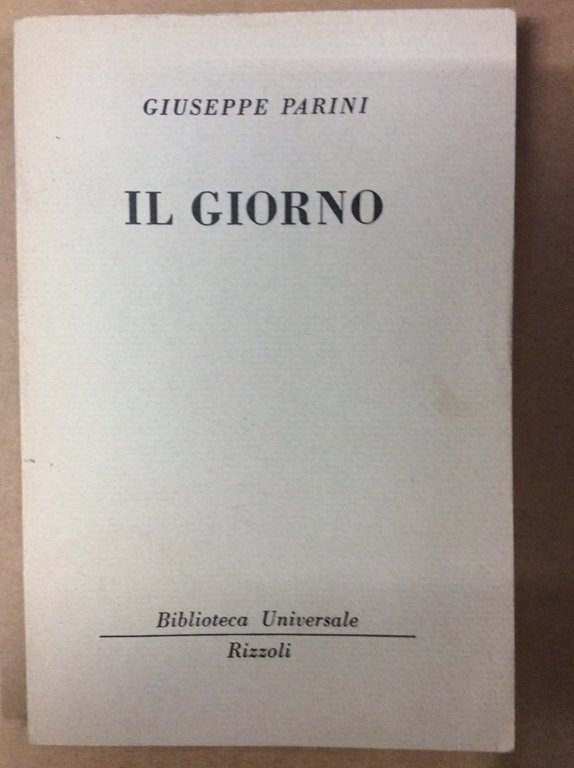 GIUSEPPE PARINI
IL GIORNO
Biblioteca Universale
Rizzoli